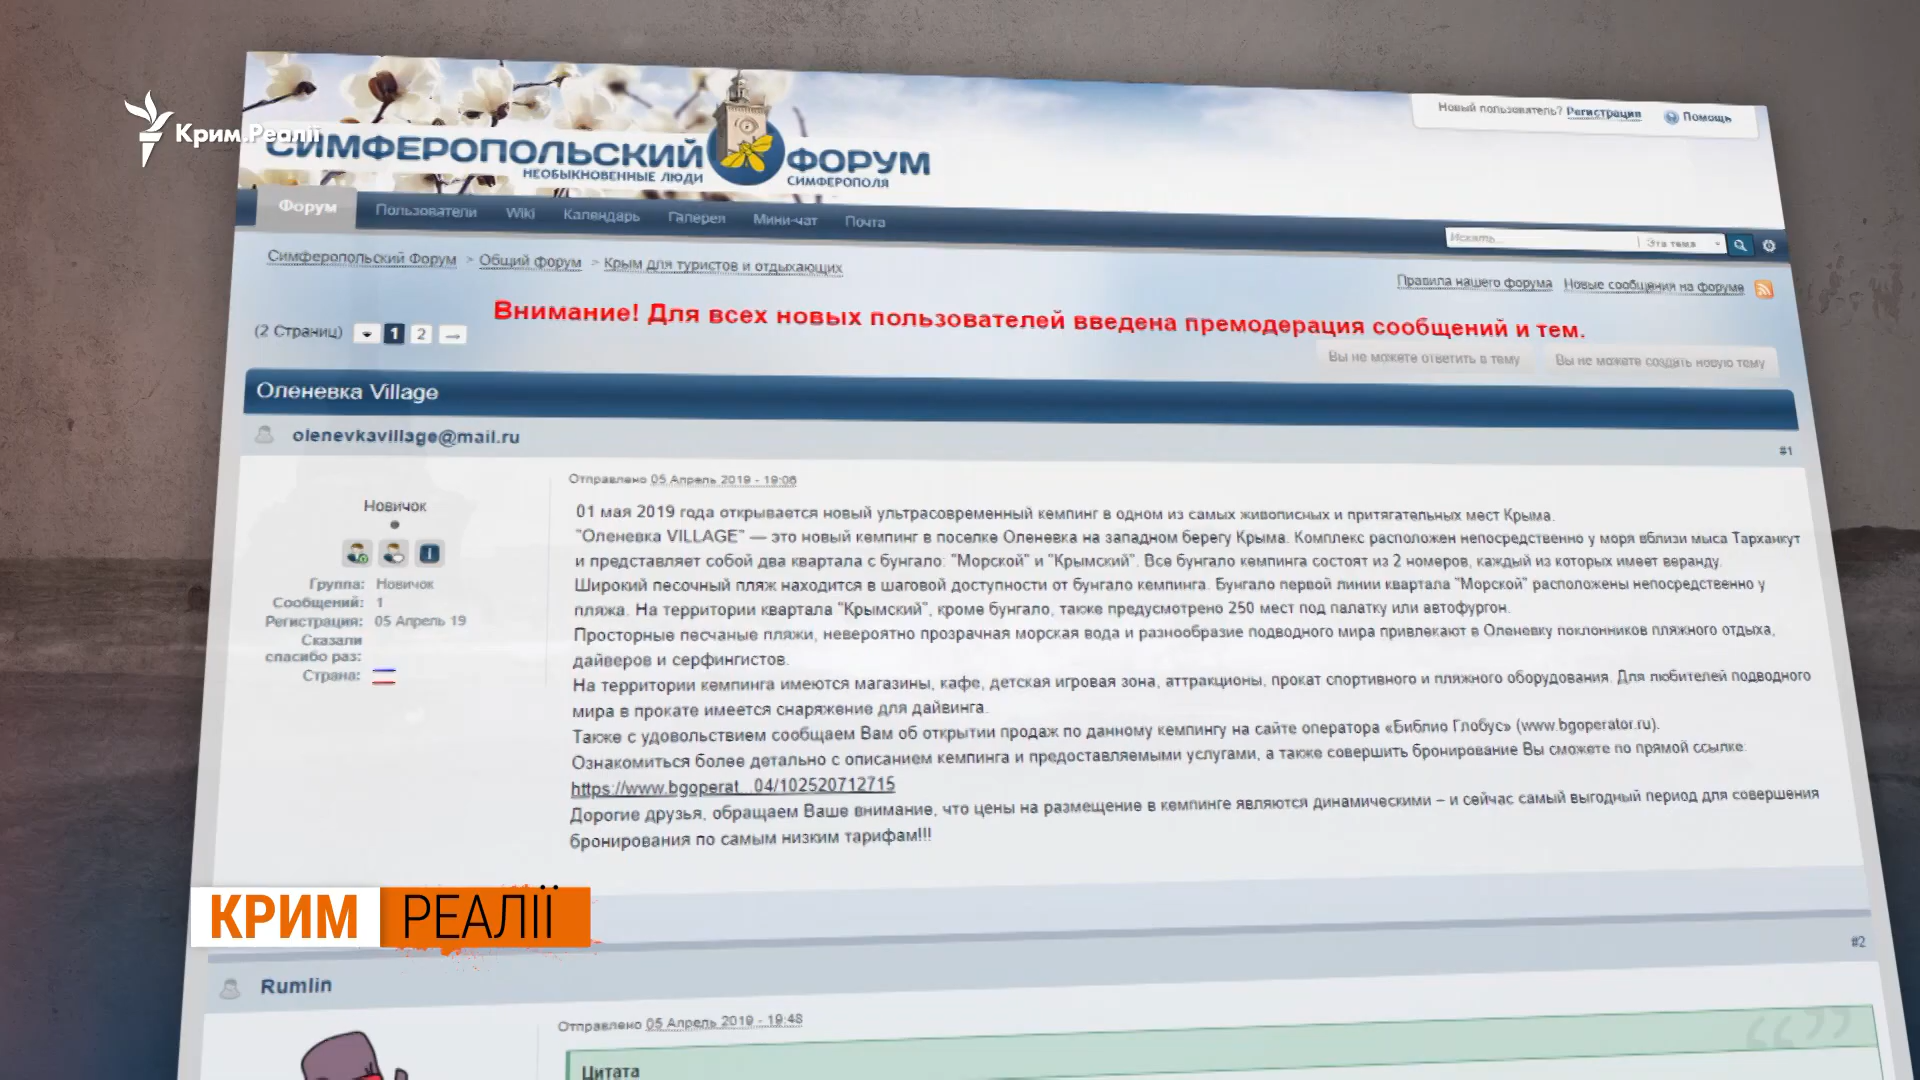 Крим.Реалії
СИМФЕРОПОЛЬСКИЙ ФОРУМ
НЕОБЫКНОВЕННЫЕ ЛЮДИ СИМФЕРОПОЛЯ
Новый пользователь? Регистрация Помощь
Форум Пользователи Wiki Календарь Галерея Мини-чат Почта
Искать... Эта тема
Симферопольский Форум > Общий форум > Крым для туристов и отдыхающих
Правила нашего форума Новые сообщения на форуме
Внимание! Для всех новых пользователей введена премодерация сообщений и тем.
(2 Страниц) 1 2 →
Вы не можете ответить в тему Вы не можете создать новую тему
Оленевка Village
olenevkavillage@mail.ru #1
Отправлено 05 Апрель 2019 - 19:06
Новичок
Группа: Новичок
Сообщений: 1
Регистрация: 05 Апрель 19
Сказали
спасибо раз:
Страна:
01 мая 2019 года открывается новый ультрасовременный кемпинг в одном из самых живописных и притягательных мест Крыма.
"Оленевка VILLAGE" — это новый кемпинг в поселке Оленевка на западном берегу Крыма. Комплекс расположен непосредственно у моря вблизи мыса Тарханкут
и представляет собой два квартала с бунгало: "Морской" и "Крымский". Все бунгало кемпинга состоят из 2 номеров, каждый из которых имеет веранду.
Широкий песочный пляж находится в шаговой доступности от бунгало кемпинга. Бунгало первой линии квартала "Морской" расположены непосредственно у
пляжа. На территории квартала "Крымский", кроме бунгало, также предусмотрено 250 мест под палатку или автофургон.
Просторные песчаные пляжи, невероятно прозрачная морская вода и разнообразие подводного мира привлекают в Оленевку поклонников пляжного отдыха,
дайверов и серфингистов.
На территории кемпинга имеются магазины, кафе, детская игровая зона, аттракционы, прокат спортивного и пляжного оборудования. Для любителей подводного
мира в прокате имеется снаряжение для дайвинга.
Также с удовольствием сообщаем Вам об открытии продаж по данному кемпингу на сайте оператора «Библио Глобус» (www.bgoperator.ru).
Ознакомиться более детально с описанием кемпинга и предоставляемыми услугами, а также совершить бронирование Вы сможете по прямой ссылке:
https://www.bgoperat...04/102520712715
Дорогие друзья, обращаем Ваше внимание, что цены на размещение в кемпинге являются динамическими – и сейчас самый выгодный период для совершения
бронирования по самым низким тарифам!!!
КРИМ РЕАЛІЇ
#2
Rumlin
Отправлено 05 Апрель 2019 - 19:48
Цитата